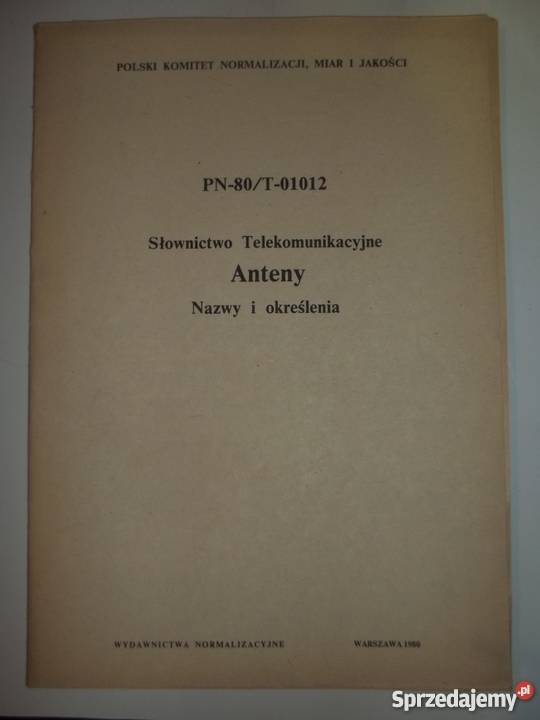 POLSKI KOMITET NORMALIZACJI, MIAR I JAKOŚCI
PN-80/T-01012
Słownictwo Telekomunikacyjne
Anteny
Nazwy i określenia
WYDAWNICTWA NORMALIZACYJNE WARSZAWA 1980
Sprzedajemy.pl